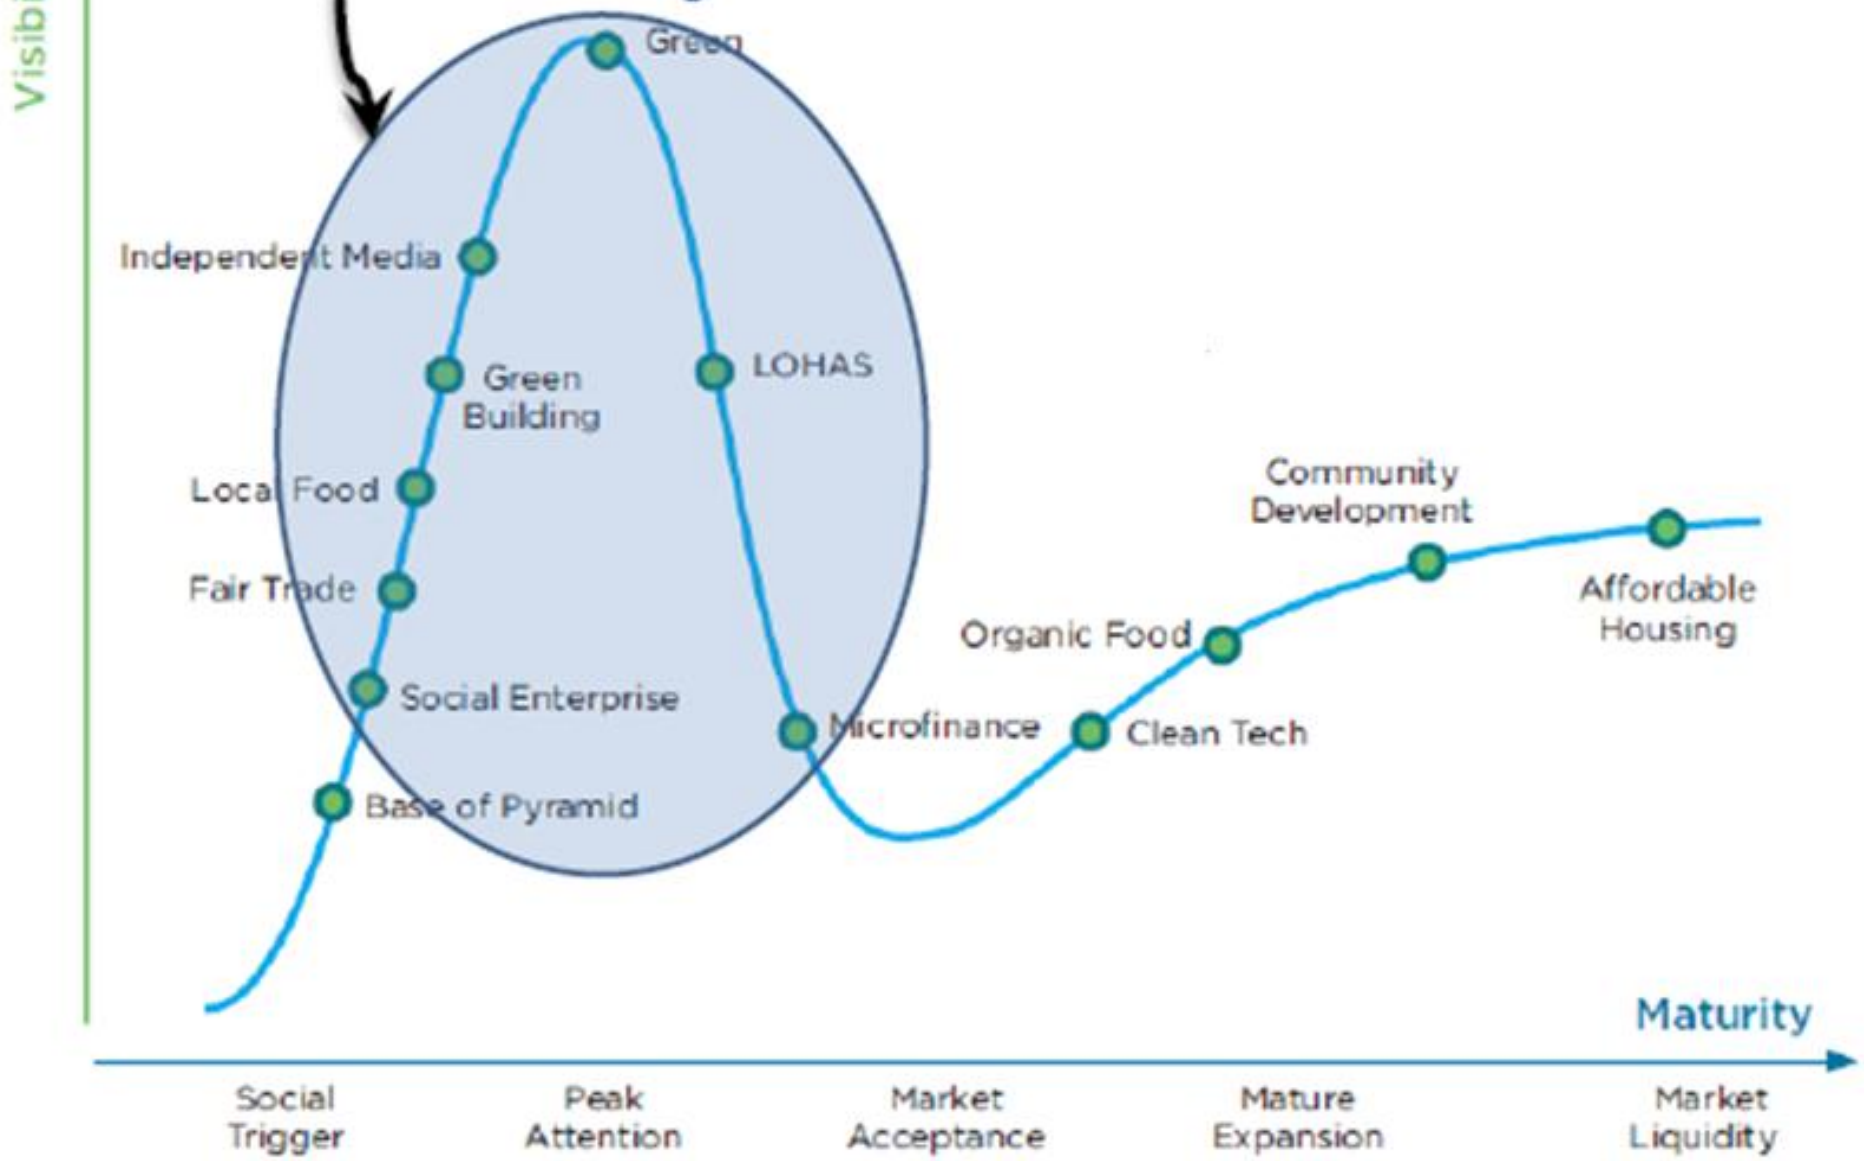 Visibi
Green
Independent Media
Green
Building
LOHAS
Local Food
Fair Trade
Social Enterprise
Base of Pyramid
Microfinance
Community
Development
Organic Food
Clean Tech
Affordable
Housing
Maturity
Social
Trigger
Peak
Attention
Market
Acceptance
Mature
Expansion
Market
Liquidity